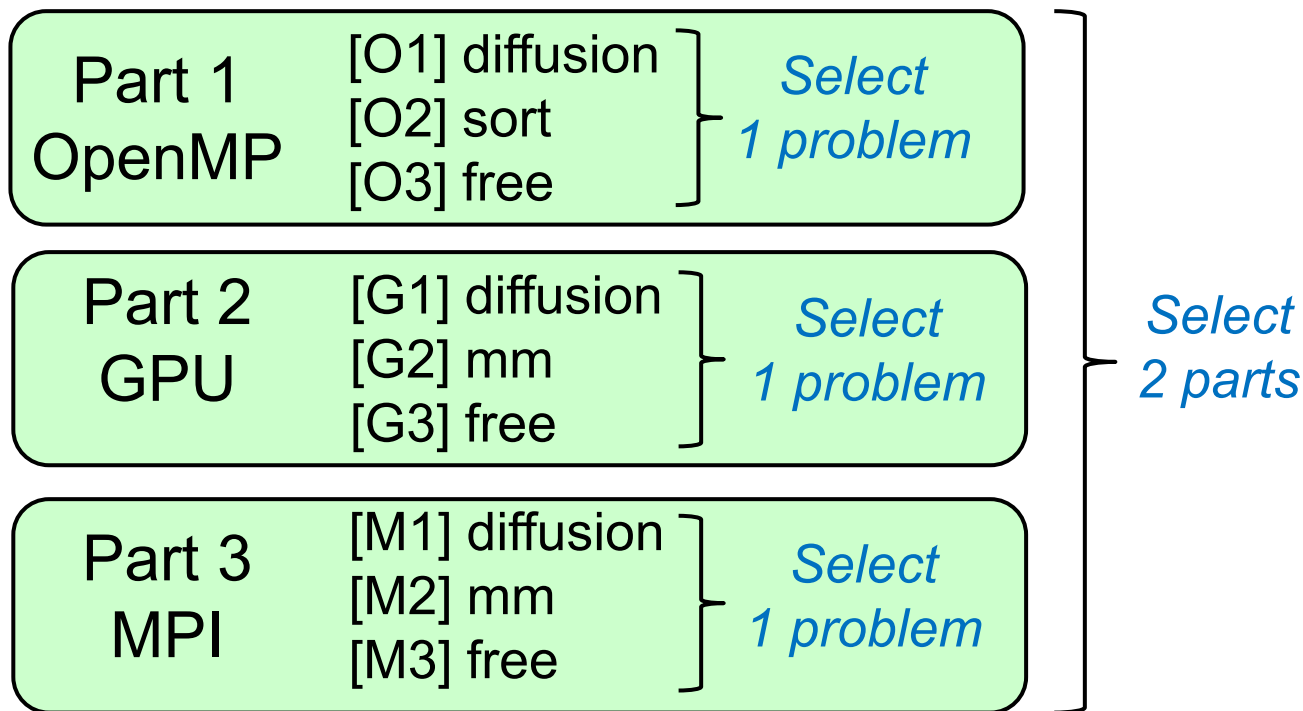 Part 1
OpenMP
[O1] diffusion
[O2] sort
[O3] free
Select
1 problem
Part 2
GPU
[G1] diffusion
[G2] mm
[G3] free
Select
1 problem
Part 3
MPI
[M1] diffusion
[M2] mm
[M3] free
Select
1 problem
Select
2 parts